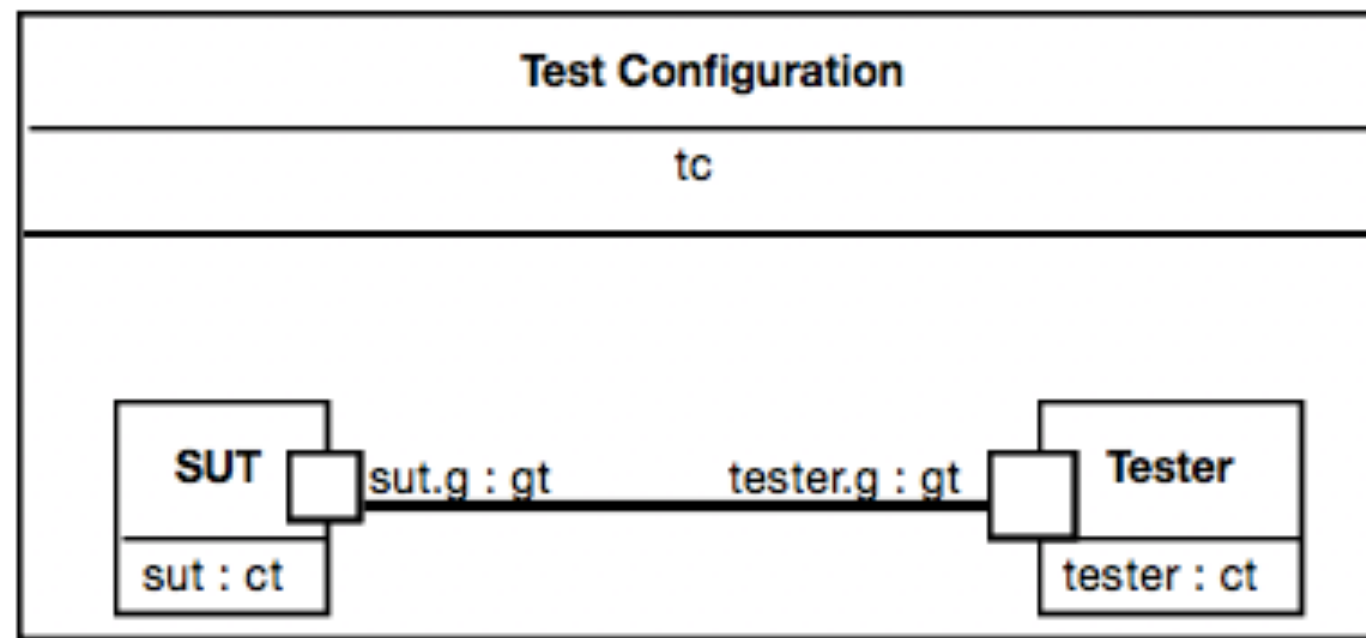 Test Configuration
tc
SUT
sut.g : gt
tester.g : gt
Tester
sut : ct
tester : ct